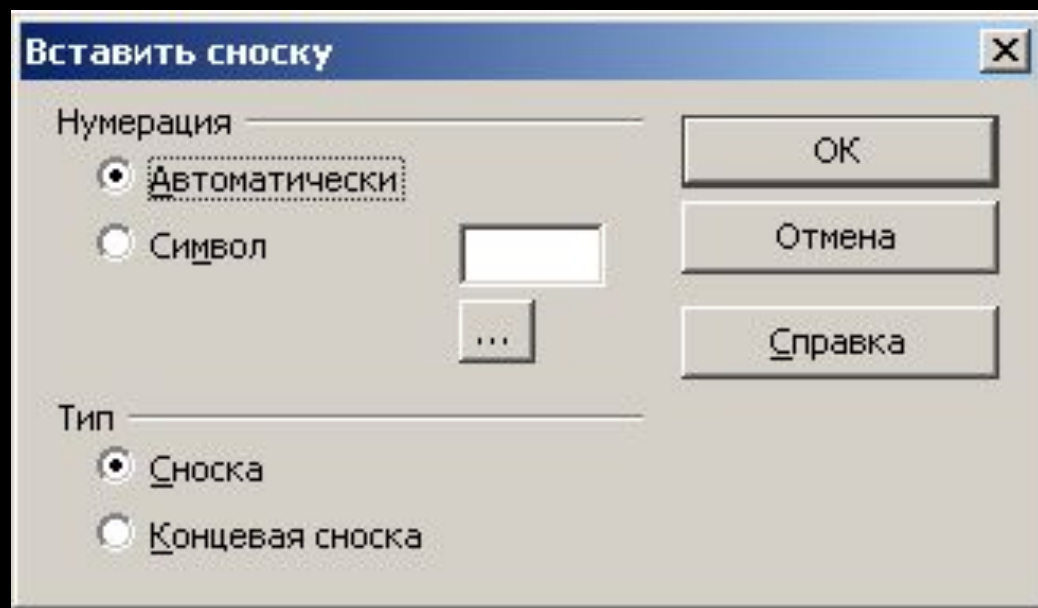 Вставить сноску
Нумерация
Автоматически
Символ
...
Тип
Сноска
Концевая сноска
ОК
Отмена
Справка